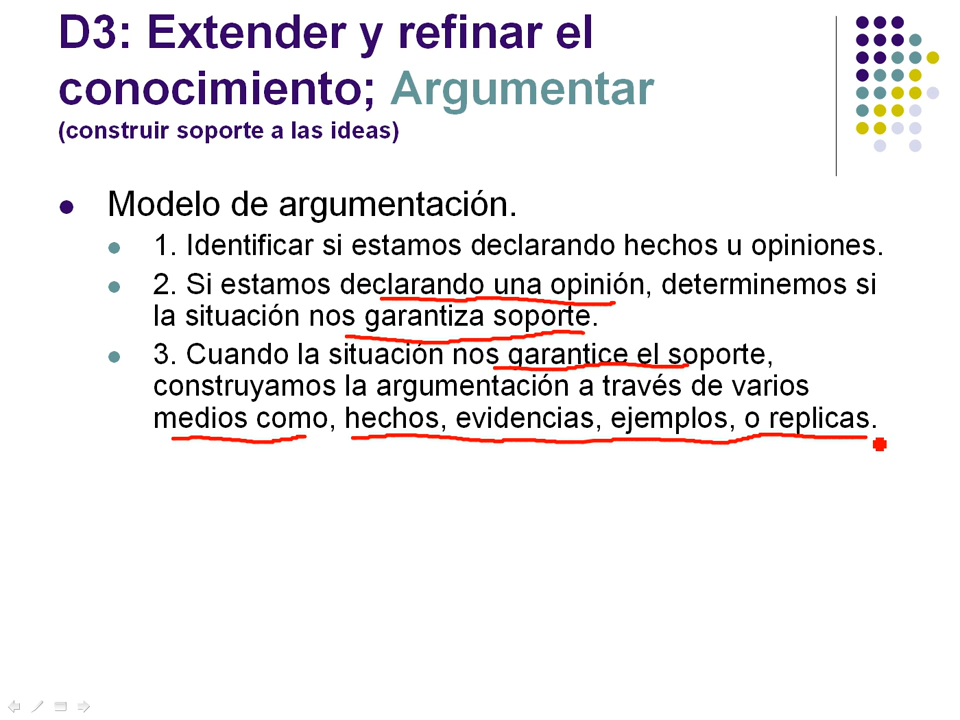 D3: Extender y refinar el
conocimiento; Argumentar
(construir soporte a las ideas)
Modelo de argumentación.
1. Identificar si estamos declarando hechos u opiniones.
2. Si estamos declarando una opinión, determinemos si
la situación nos garantiza soporte.
3. Cuando la situación nos garantice el soporte,
construyamos la argumentación a través de varios
medios como, hechos, evidencias, ejemplos, o replicas.